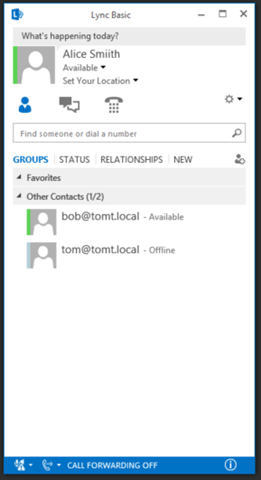 Lync Basic
What's happening today?
Alice Smiith
Available
Set Your Location
Find someone or dial a number
GROUPS STATUS RELATIONSHIPS NEW
Favorites
Other Contacts (1/2)
bob@tomt.local - Available
tom@tomt.local - Offline
CALL FORWARDING OFF